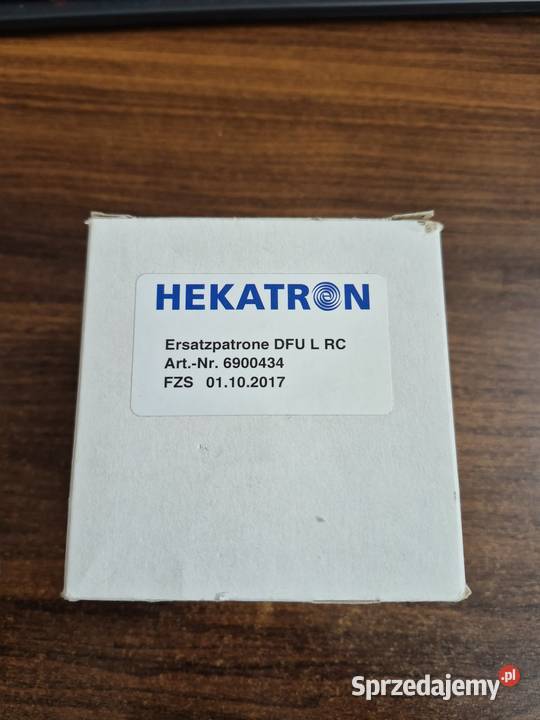 HEKATRON
Ersatzpatrone DFU L RC
Art.-Nr. 6900434
FZS 01.10.2017
Sprzedajemy.pl